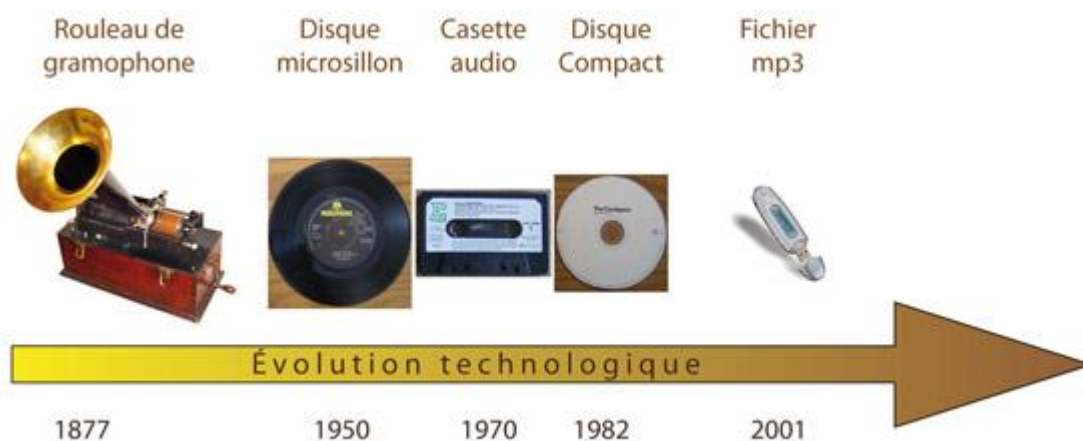 Rouleau de
gramophone
Disque
microsillon
Casette
audio
Disque
Compact
Fichier
mp3
Évolution technologique
1877
1950
1970
1982
2001